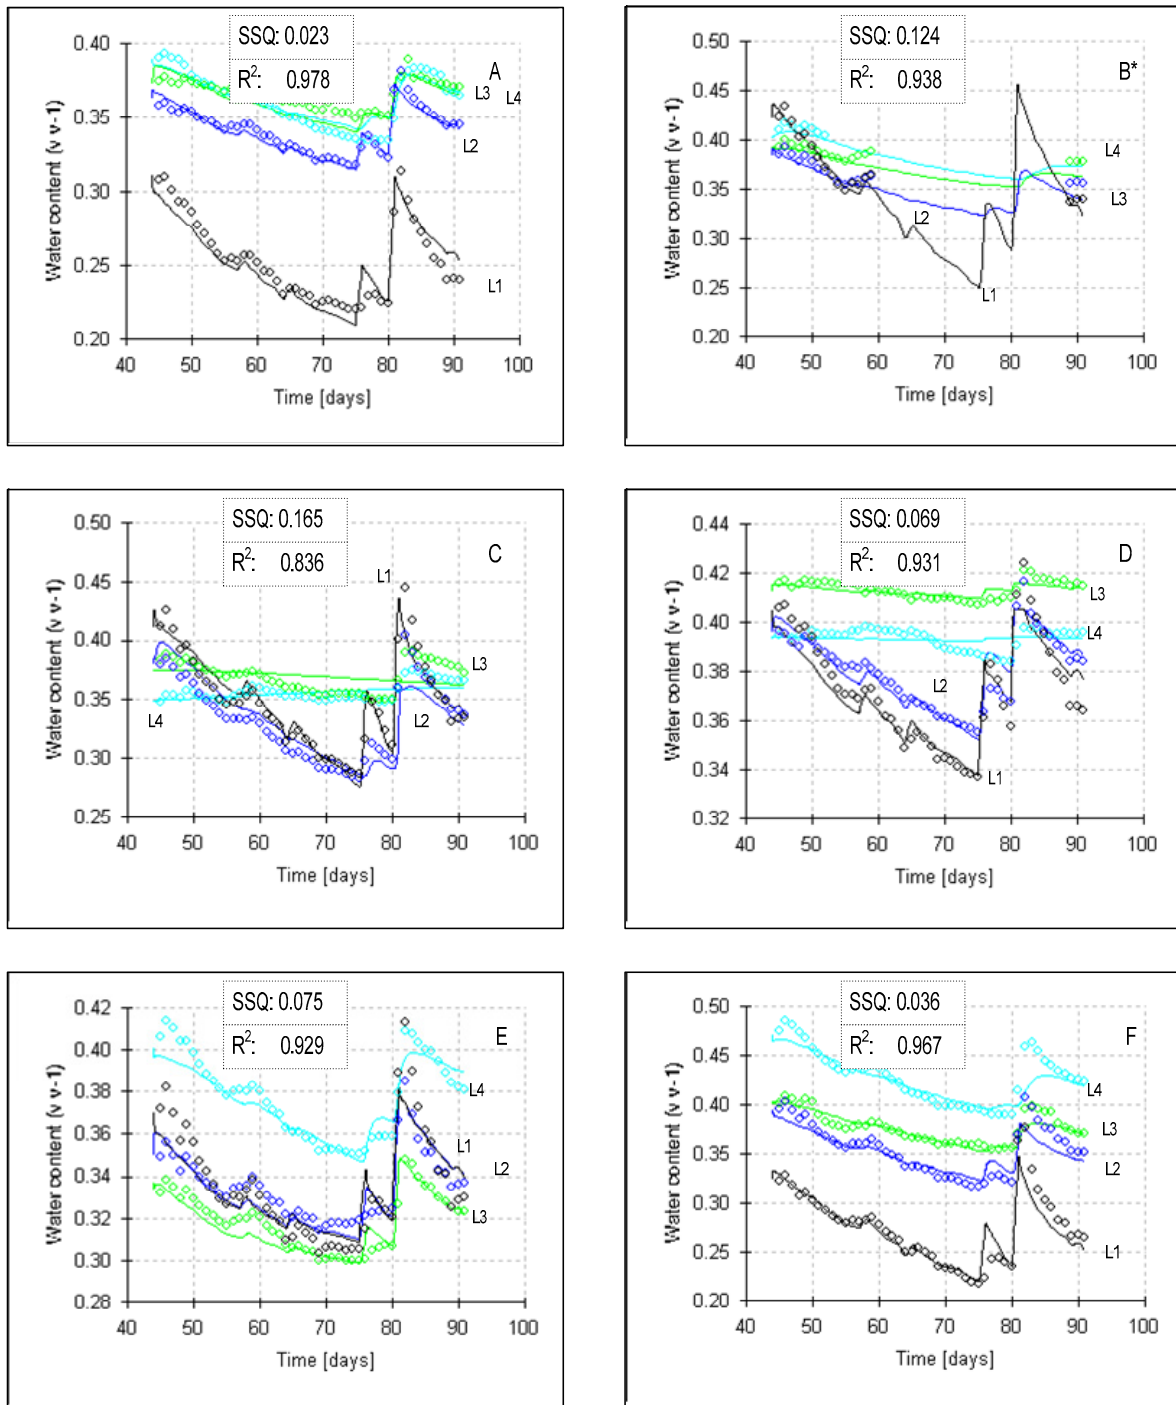 SSQ: 0.023
R²: 0.978
A
Water content (v v-1)
0.40
0.35
0.30
0.25
0.20
L3 L4
L2
L1
40 50 60 70 80 90 100
Time [days]
SSQ: 0.124
R²: 0.938
B*
Water content (v v-1)
0.50
0.45
0.40
0.35
0.30
0.25
0.20
L4
L3
L2
L1
40 50 60 70 80 90 100
Time [days]
SSQ: 0.165
R²: 0.836
C
Water content (v v-1)
0.50
0.45
0.40
0.35
0.30
0.25
L1
L3
L4
L2
40 50 60 70 80 90 100
Time [days]
SSQ: 0.069
R²: 0.931
D
Water content (v v-1)
0.44
0.42
0.40
0.38
0.36
0.34
0.32
L3
L4
L2
L1
40 50 60 70 80 90 100
Time [days]
SSQ: 0.075
R²: 0.929
E
Water content (v v-1)
0.42
0.40
0.38
0.36
0.34
0.32
0.30
0.28
L4
L1
L2
L3
40 50 60 70 80 90 100
Time [days]
SSQ: 0.036
R²: 0.967
F
Water content (v v-1)
0.50
0.45
0.40
0.35
0.30
0.25
0.20
L4
L3
L2
L1
40 50 60 70 80 90 100
Time [days]